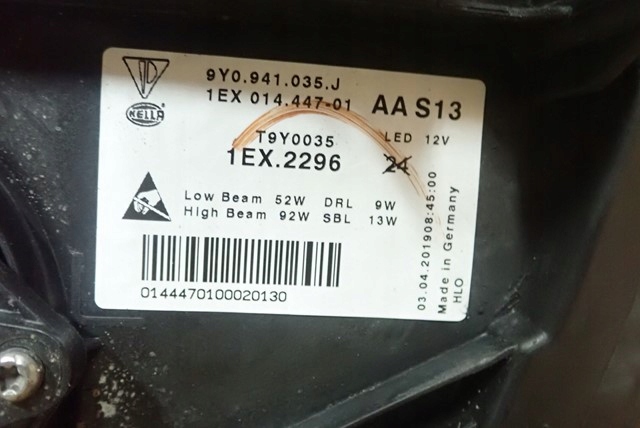 9Y0.941.035.J
1EX 014.447-01
AA S13
HELLA
T9Y0035
LED 12V
1EX.2296
24
Low Beam 52W DRL 9W
High Beam 92W SBL 13W
0144470100020130
03.04.201908:45:00
Made in Germany
HLO